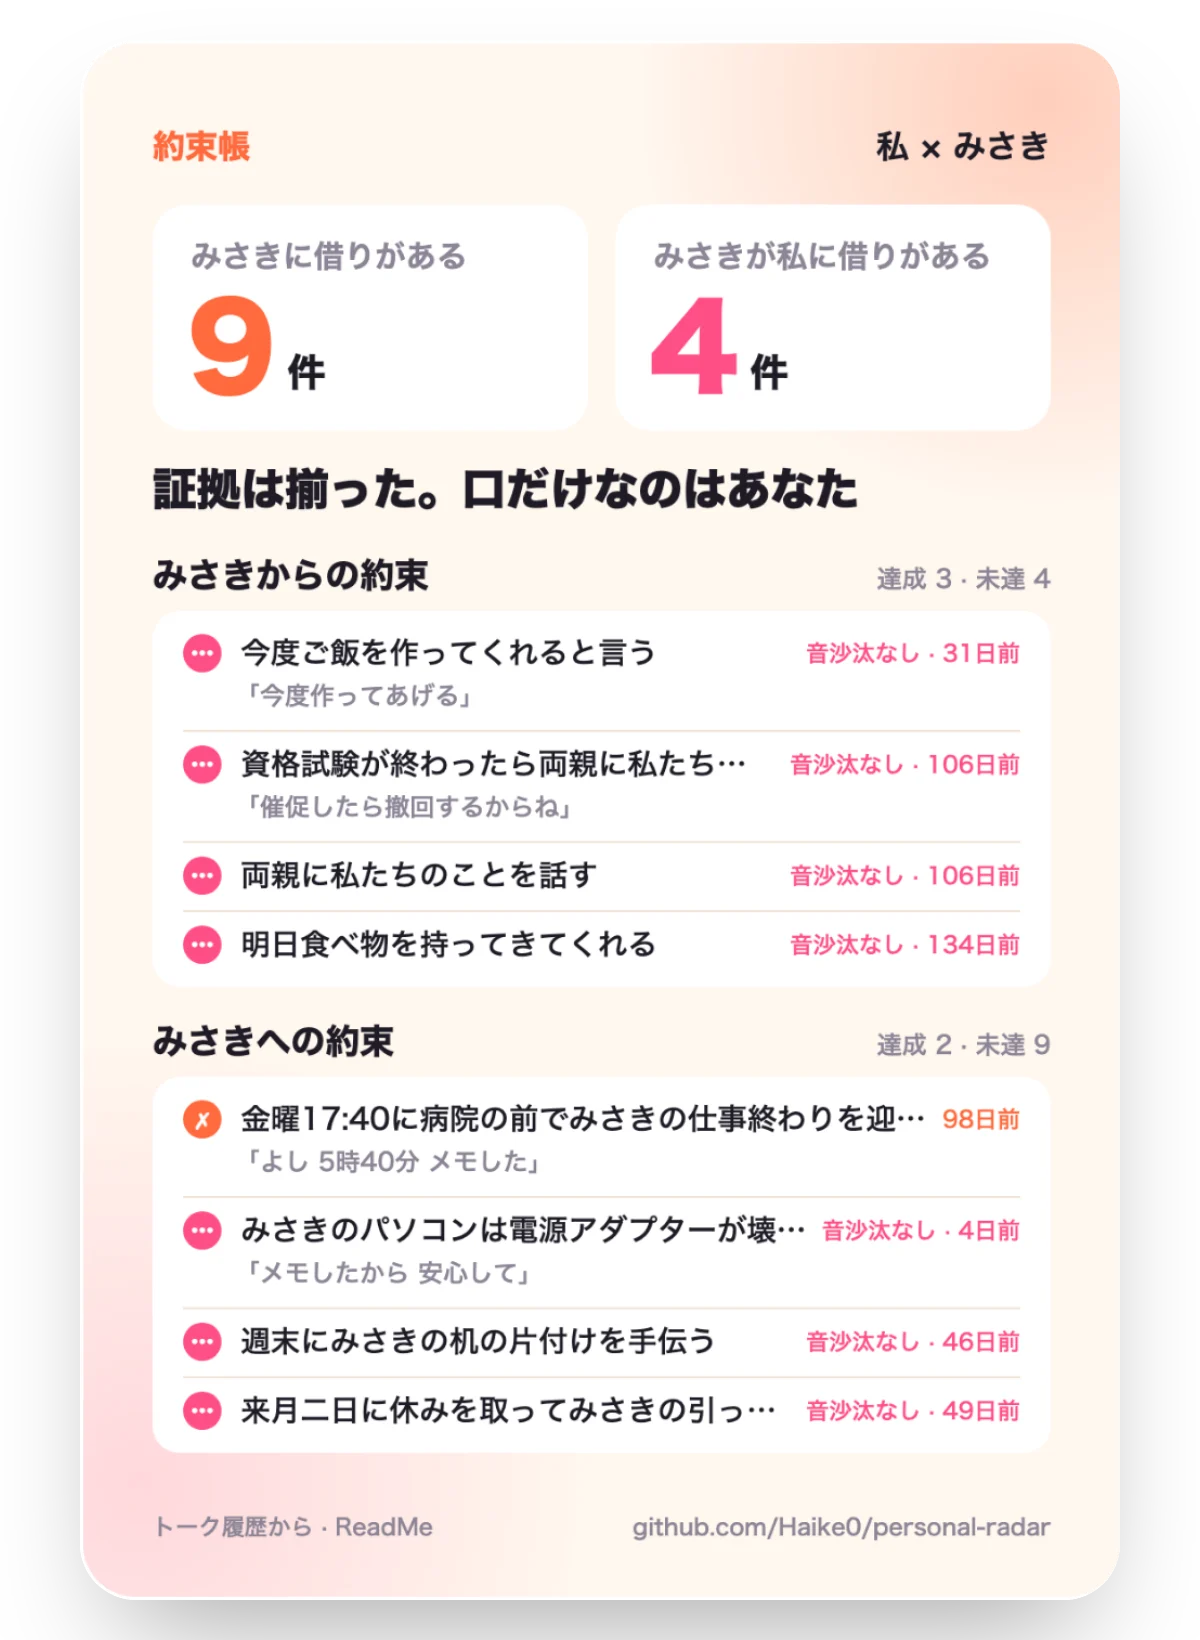 約束帳
私 × みさき
みさきに借りがある
9 件
みさきが私に借りがある
4 件
証拠は揃った。口だけなのはあなた
みさきからの約束
達成 3 · 未達 4
今度ご飯を作ってくれると言う
音沙汰なし · 31日前
「今度作ってあげる」
資格試験が終わったら両親に私たち…
音沙汰なし · 106日前
「催促したら撤回するからね」
両親に私たちのことを話す
音沙汰なし · 106日前
明日食べ物を持ってきてくれる
音沙汰なし · 134日前
みさきへの約束
達成 2 · 未達 9
✗ 金曜17:40に病院の前でみさきの仕事終わりを迎…
98日前
「よし 5時40分 メモした」
みさきのパソコンは電源アダプターが壊…
音沙汰なし · 4日前
「メモしたから 安心して」
週末にみさきの机の片付けを手伝う
音沙汰なし · 46日前
来月二日に休みを取ってみさきの引っ…
音沙汰なし · 49日前
トーク履歴から · ReadMe
github.com/Haike0/personal-radar